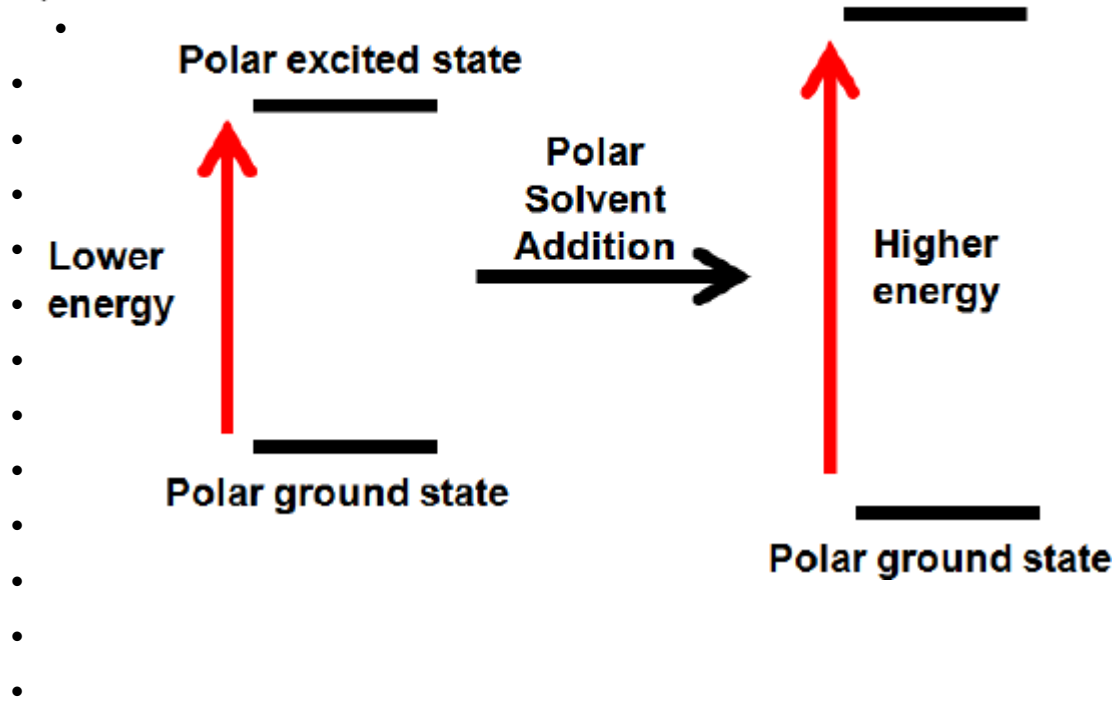 Polar excited state
Polar
Solvent
Addition
Lower
energy
Higher
energy
Polar ground state
Polar ground state